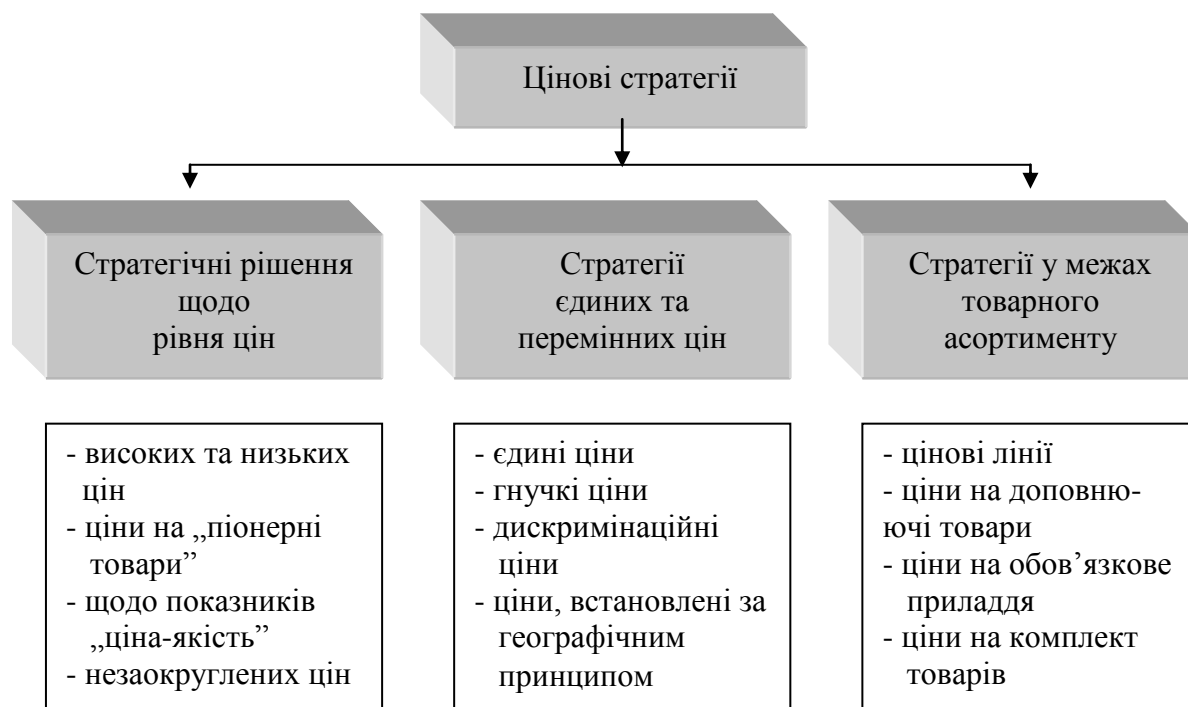 Цінові стратегії
Стратегічні рішення
щодо
рівня цін
Стратегії
єдиних та
перемінних цін
Стратегії у межах
товарного
асортименту
- високих та низьких
цін
- ціни на „піонерні
товари”
- щодо показників
„ціна-якість”
- незаокруглених цін
- єдині ціни
- гнучкі ціни
- дискримінаційні
ціни
- ціни, встановлені за
географічним
принципом
- цінові лінії
- ціни на доповню-
ючі товари
- ціни на обов’язкове
приладдя
- ціни на комплект
товарів